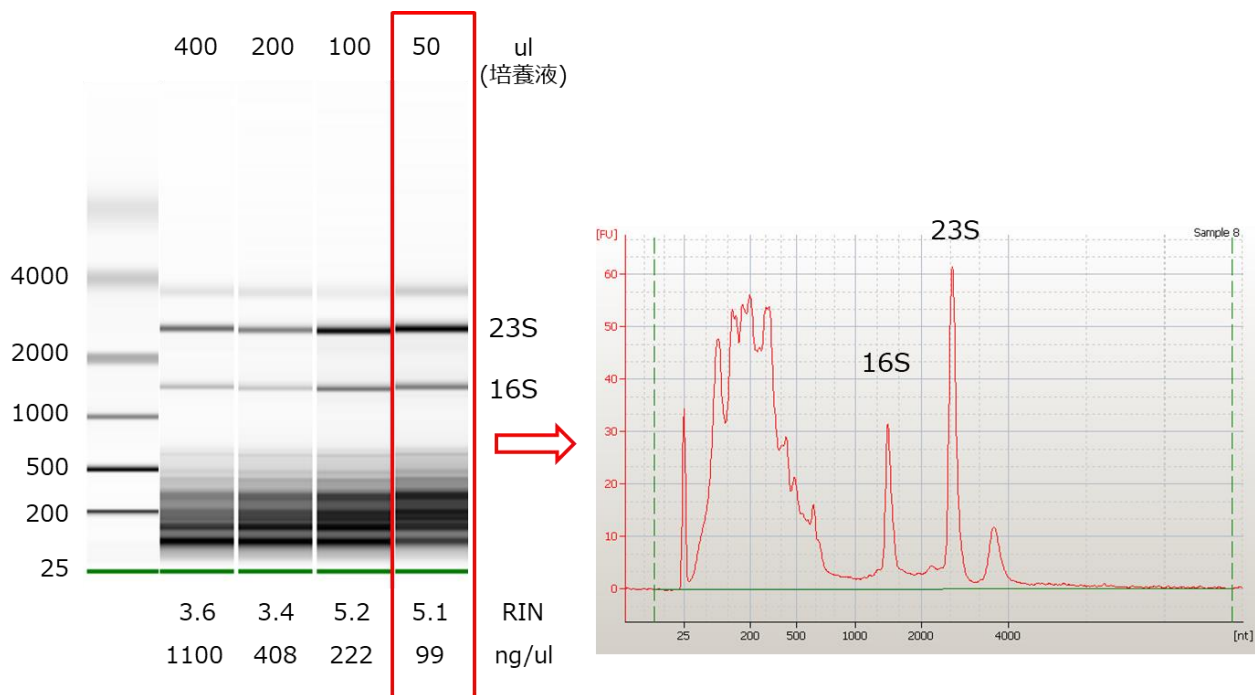 400 200 100 50 ul
(培養液)
4000
2000
1000
500
200
25
23S
16S
3.6 3.4 5.2 5.1 RIN
1100 408 222 99 ng/ul
23S
[FU] Sample 8
60
50
16S
40
30
20
10
0
25 200 500 1000 2000 4000 [nt]